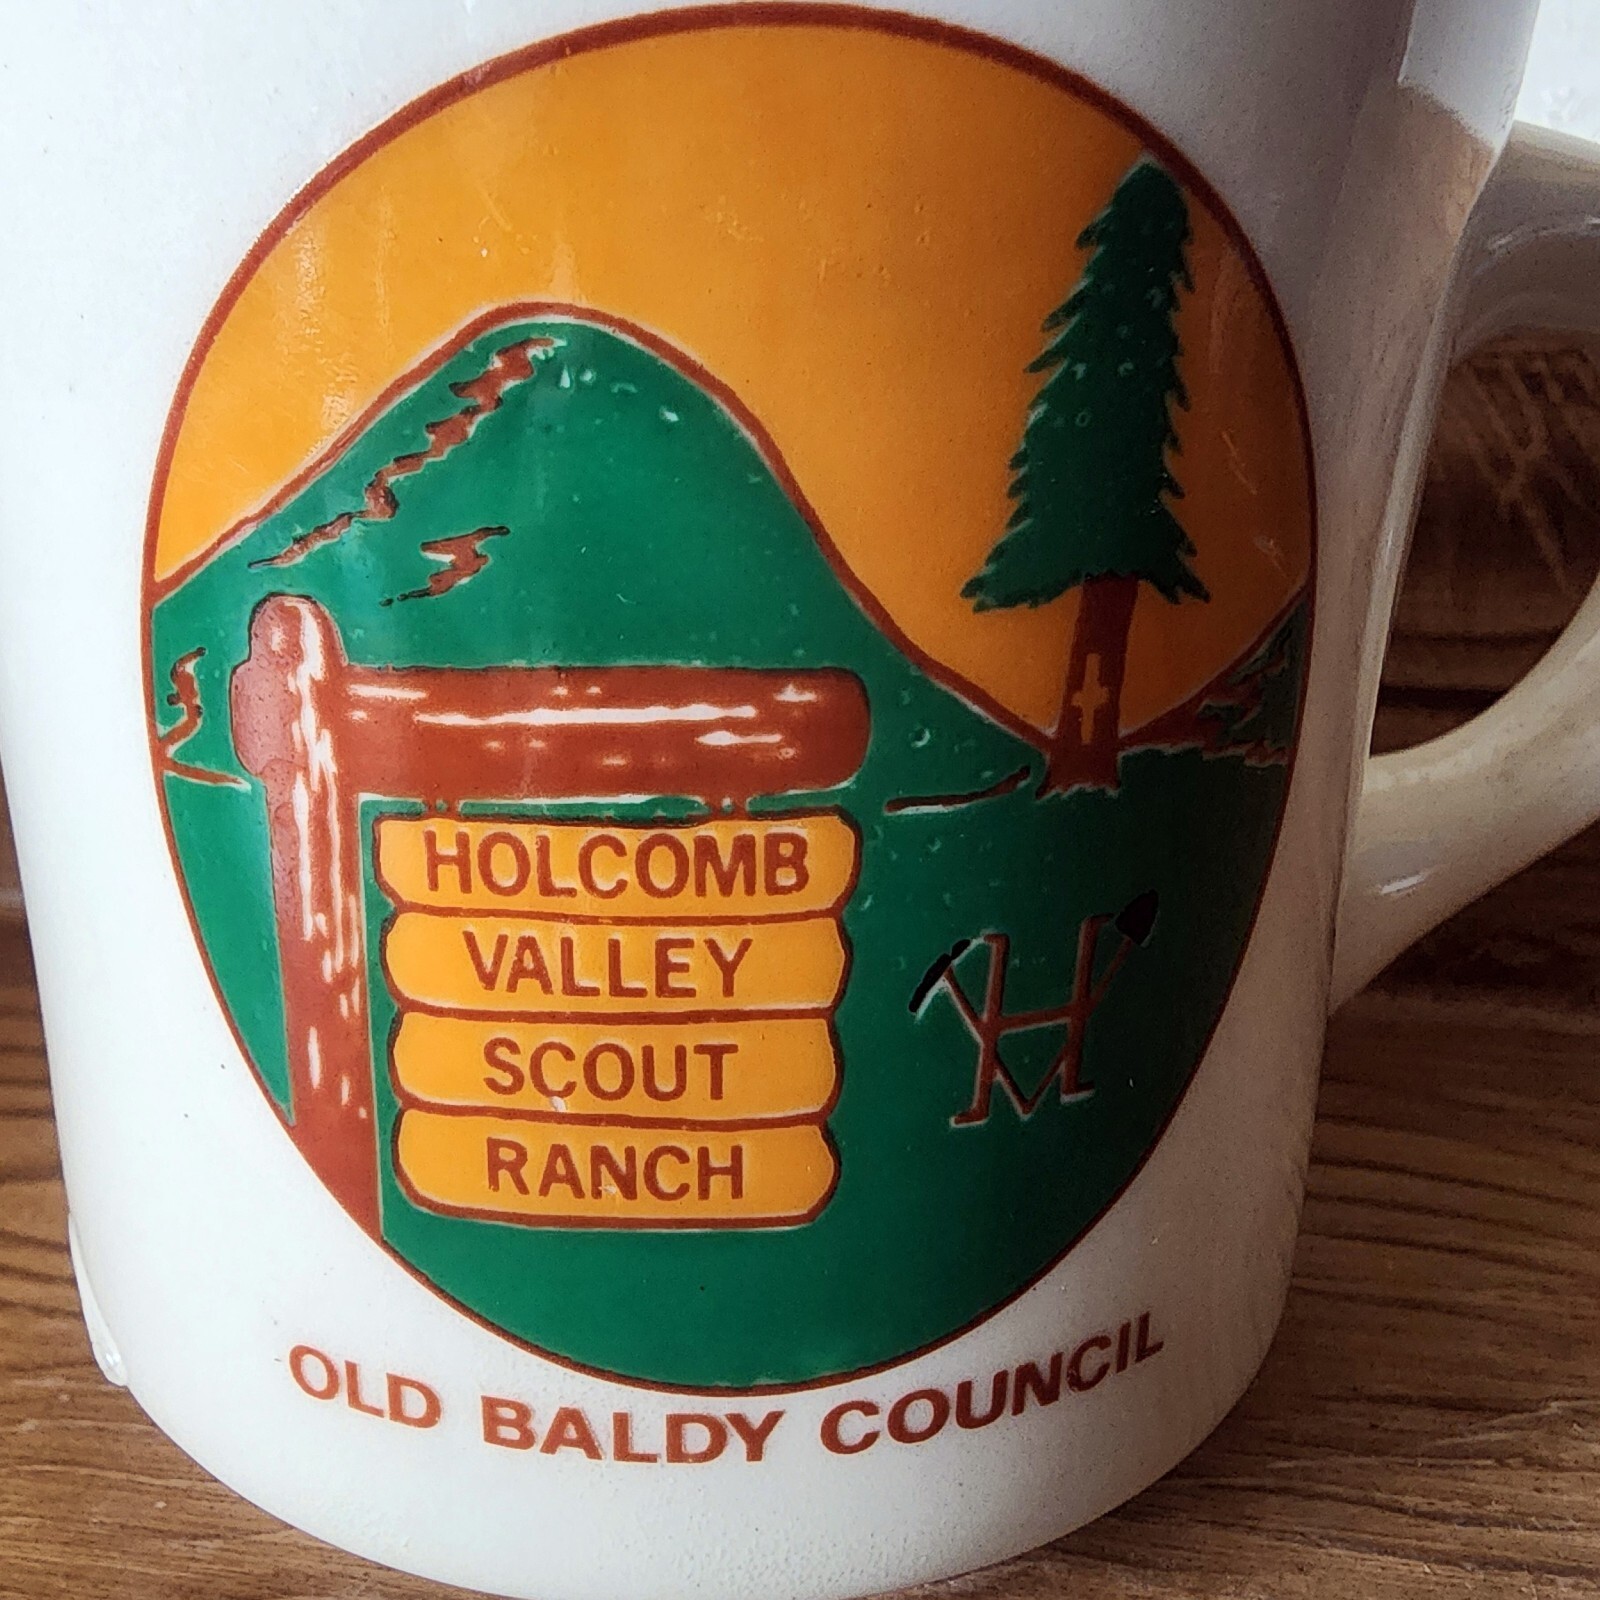 HOLCOMB
VALLEY
SCOUT
RANCH
OLD BALDY COUNCIL